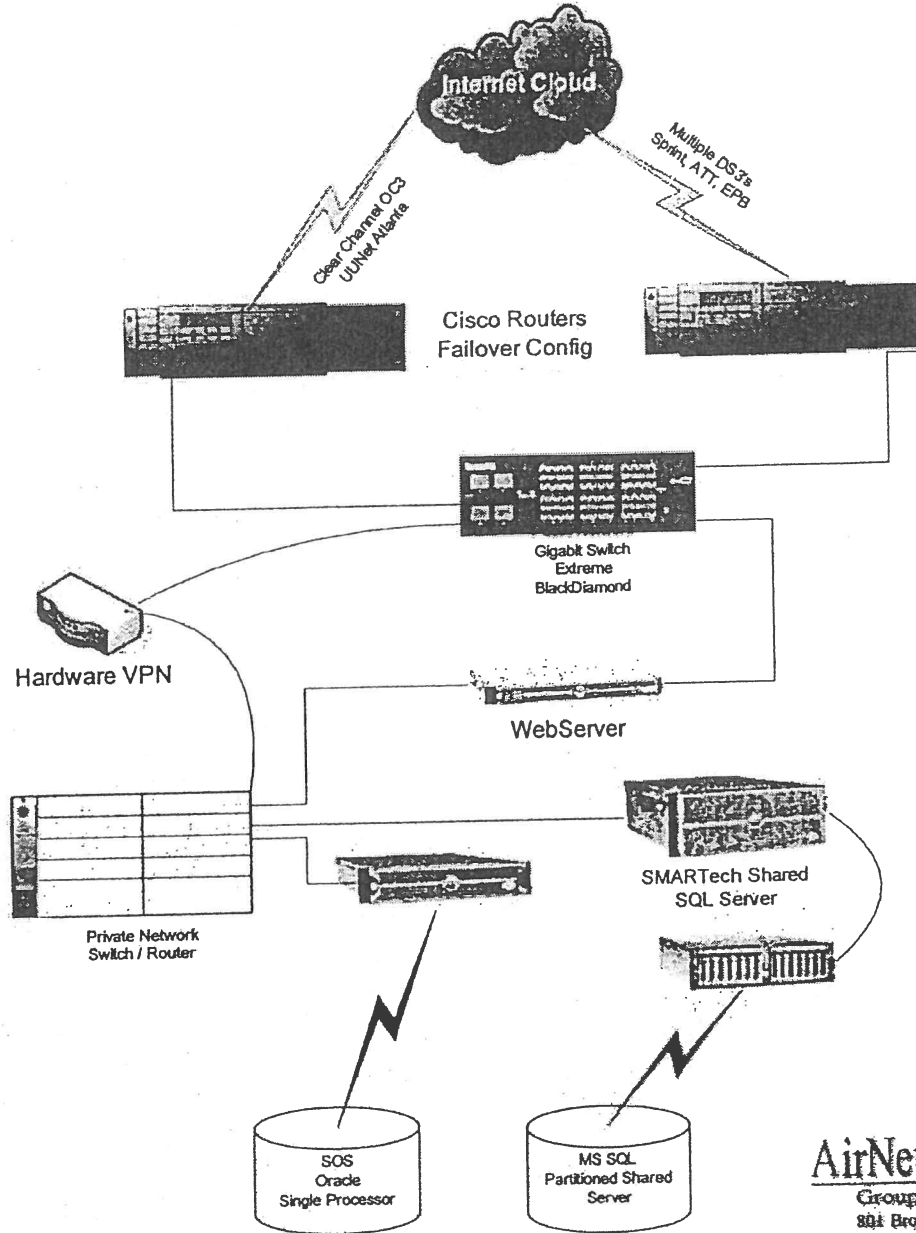 Internet Cloud
Multiple DS3's
Sprint, ATT, EPB
Clear Channel OC3
UUNet Atlanta
Cisco Routers
Failover Config
Gigabit Switch
Extreme
BlackDiamond
Hardware VPN
WebServer
SMARTech Shared
SQL Server
Private Network
Switch / Router
SOS
Oracle
Single Processor
MS SQL
Partitioned Shared
Server
AirNe
Group
801 Bro